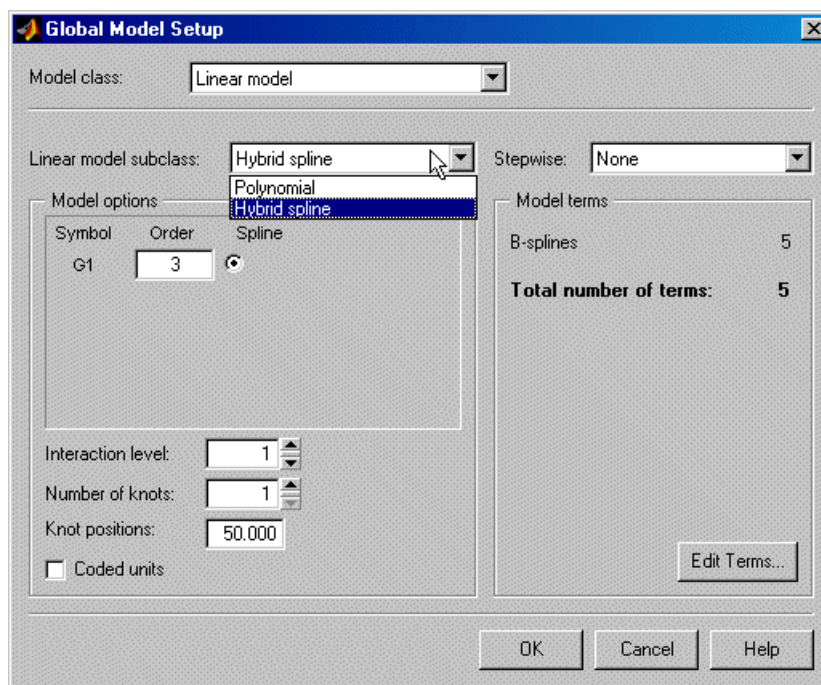 Global Model Setup
Model class: Linear model
Linear model subclass: Hybrid spline
Stepwise: None
Polynomial
Hybrid spline
Model options
Symbol Order Spline
G1 3
Interaction level: 1
Number of knots: 1
Knot positions: 50.000
Coded units
Model terms
B-splines 5
Total number of terms: 5
Edit Terms...
OK Cancel Help